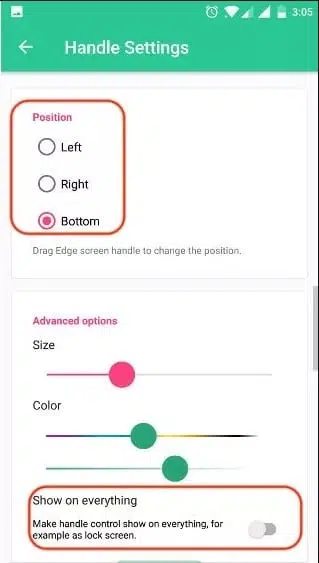 3:05
Handle Settings
Position
Left
Right
Bottom
Drag Edge screen handle to change the position.
Advanced options
Size
Color
Show on everything
Make handle control show on everything, for
example as lock screen.